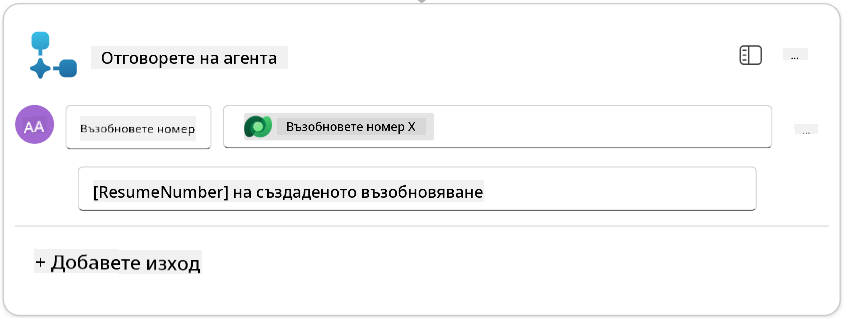 Отговорете на агента
...
AA
Възобновете номер
Възобновете номер X
...
[ResumeNumber] на създаденото възобновяване
+ Добавете изход